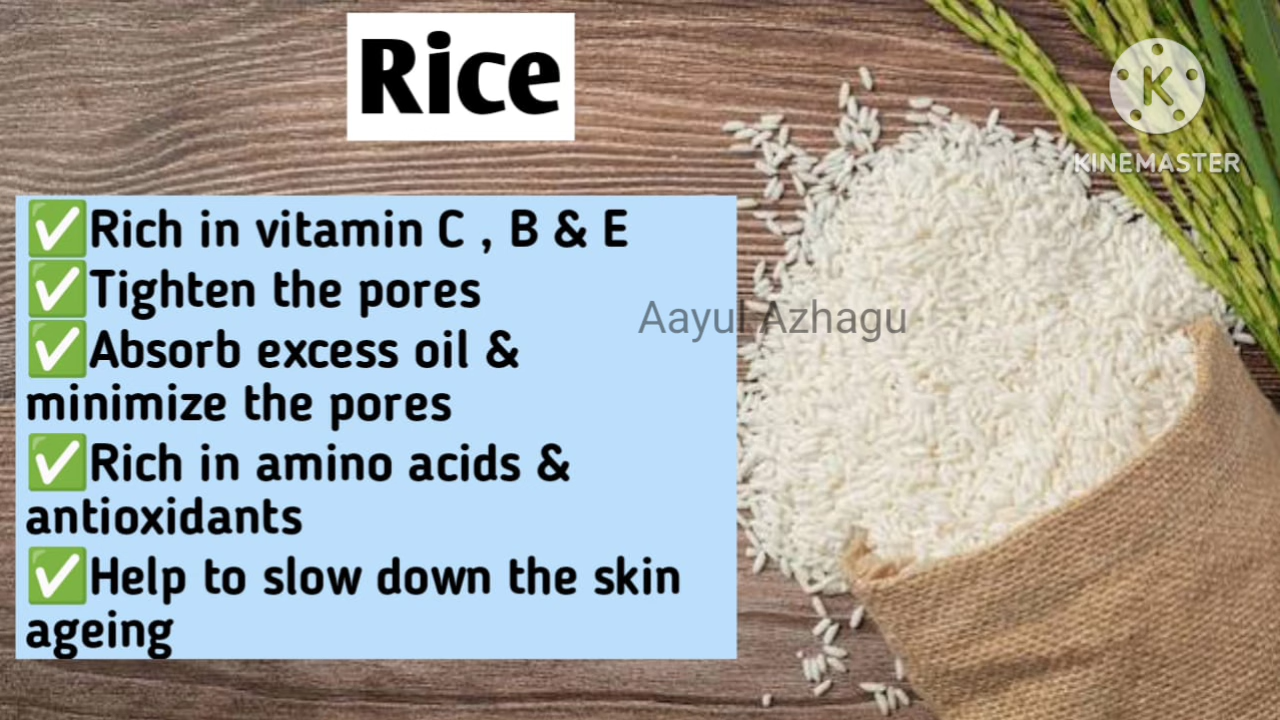 Rice
K
KINEMASTER
✅Rich in vitamin C , B & E
✅Tighten the pores
Aayul Azhagu
✅Absorb excess oil &
minimize the pores
✅Rich in amino acids &
antioxidants
✅Help to slow down the skin
ageing